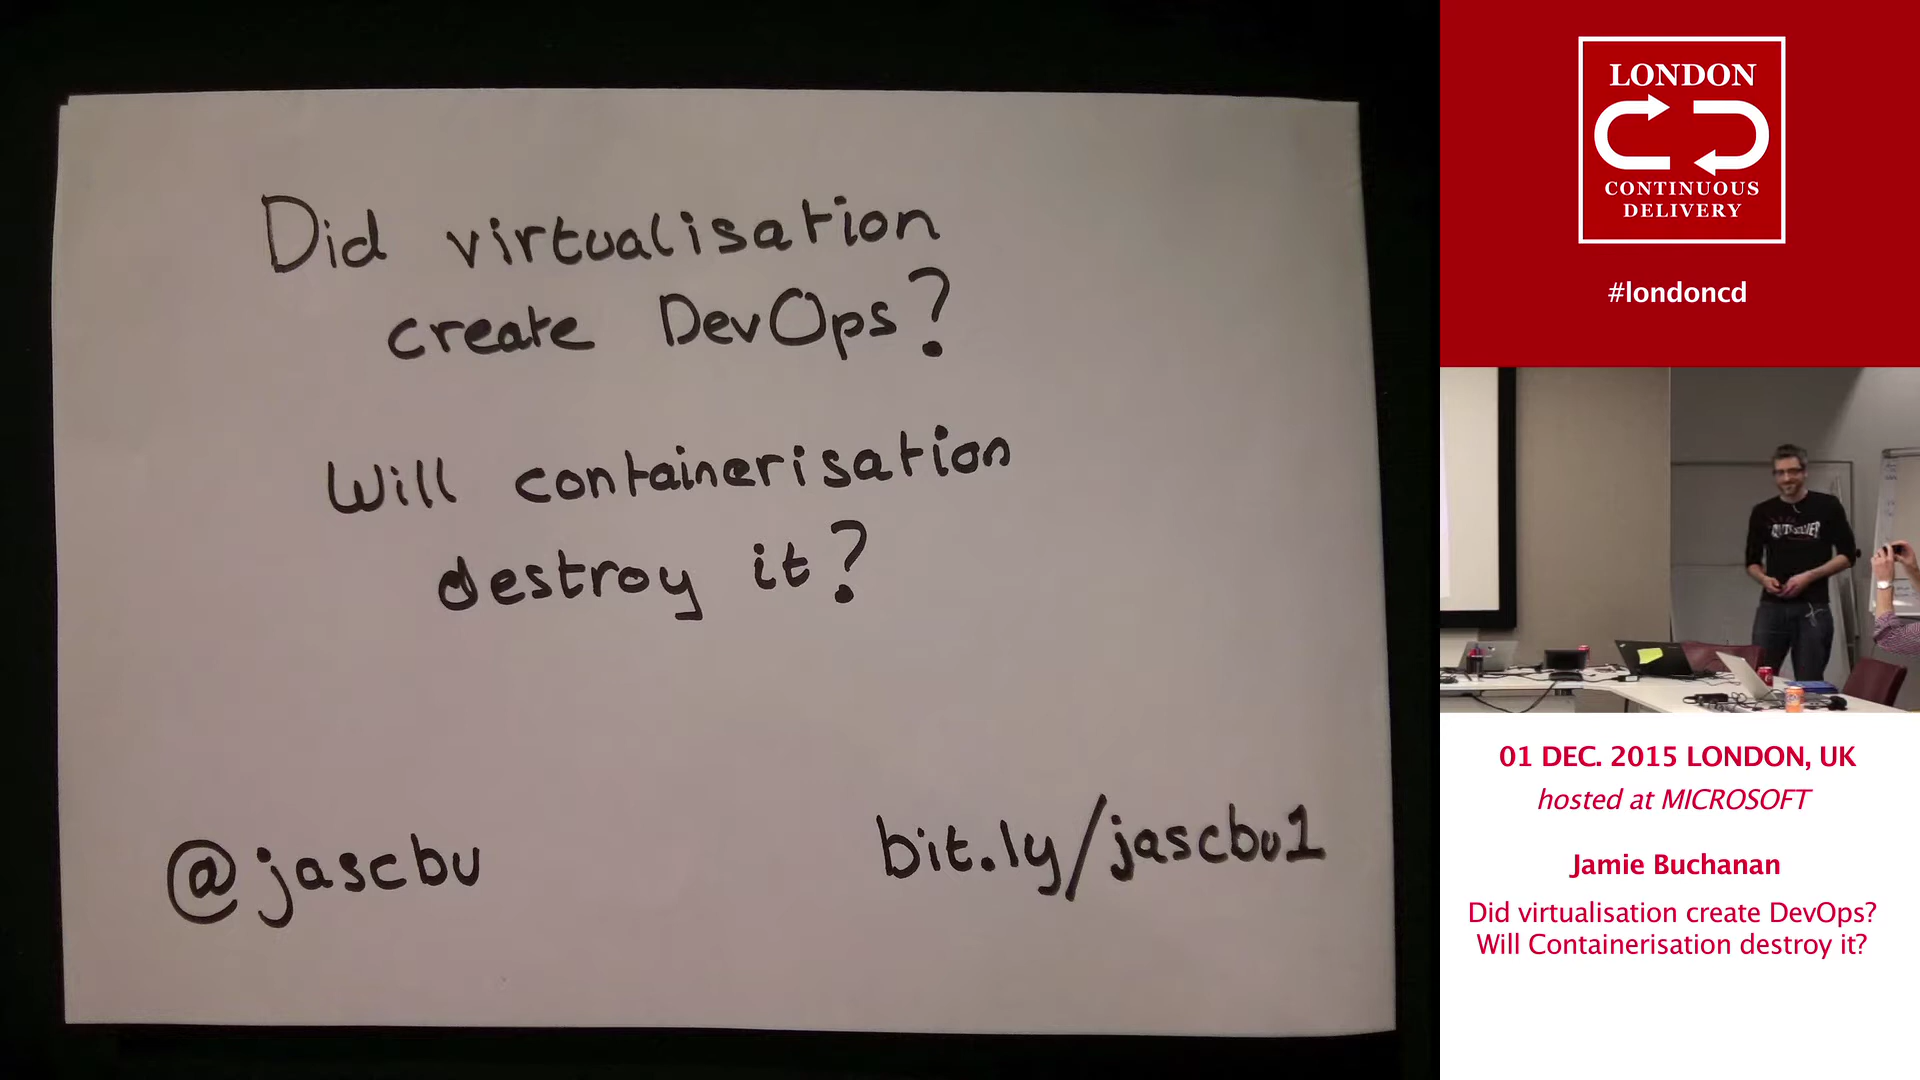 Did virtualisation
create DevOps?
Will containerisation
destroy it?
@jascbu
bit.ly/jascbu1
LONDON
CONTINUOUS
DELIVERY
#londoncd
01 DEC. 2015 LONDON, UK
hosted at MICROSOFT
Jamie Buchanan
Did virtualisation create DevOps?
Will Containerisation destroy it?